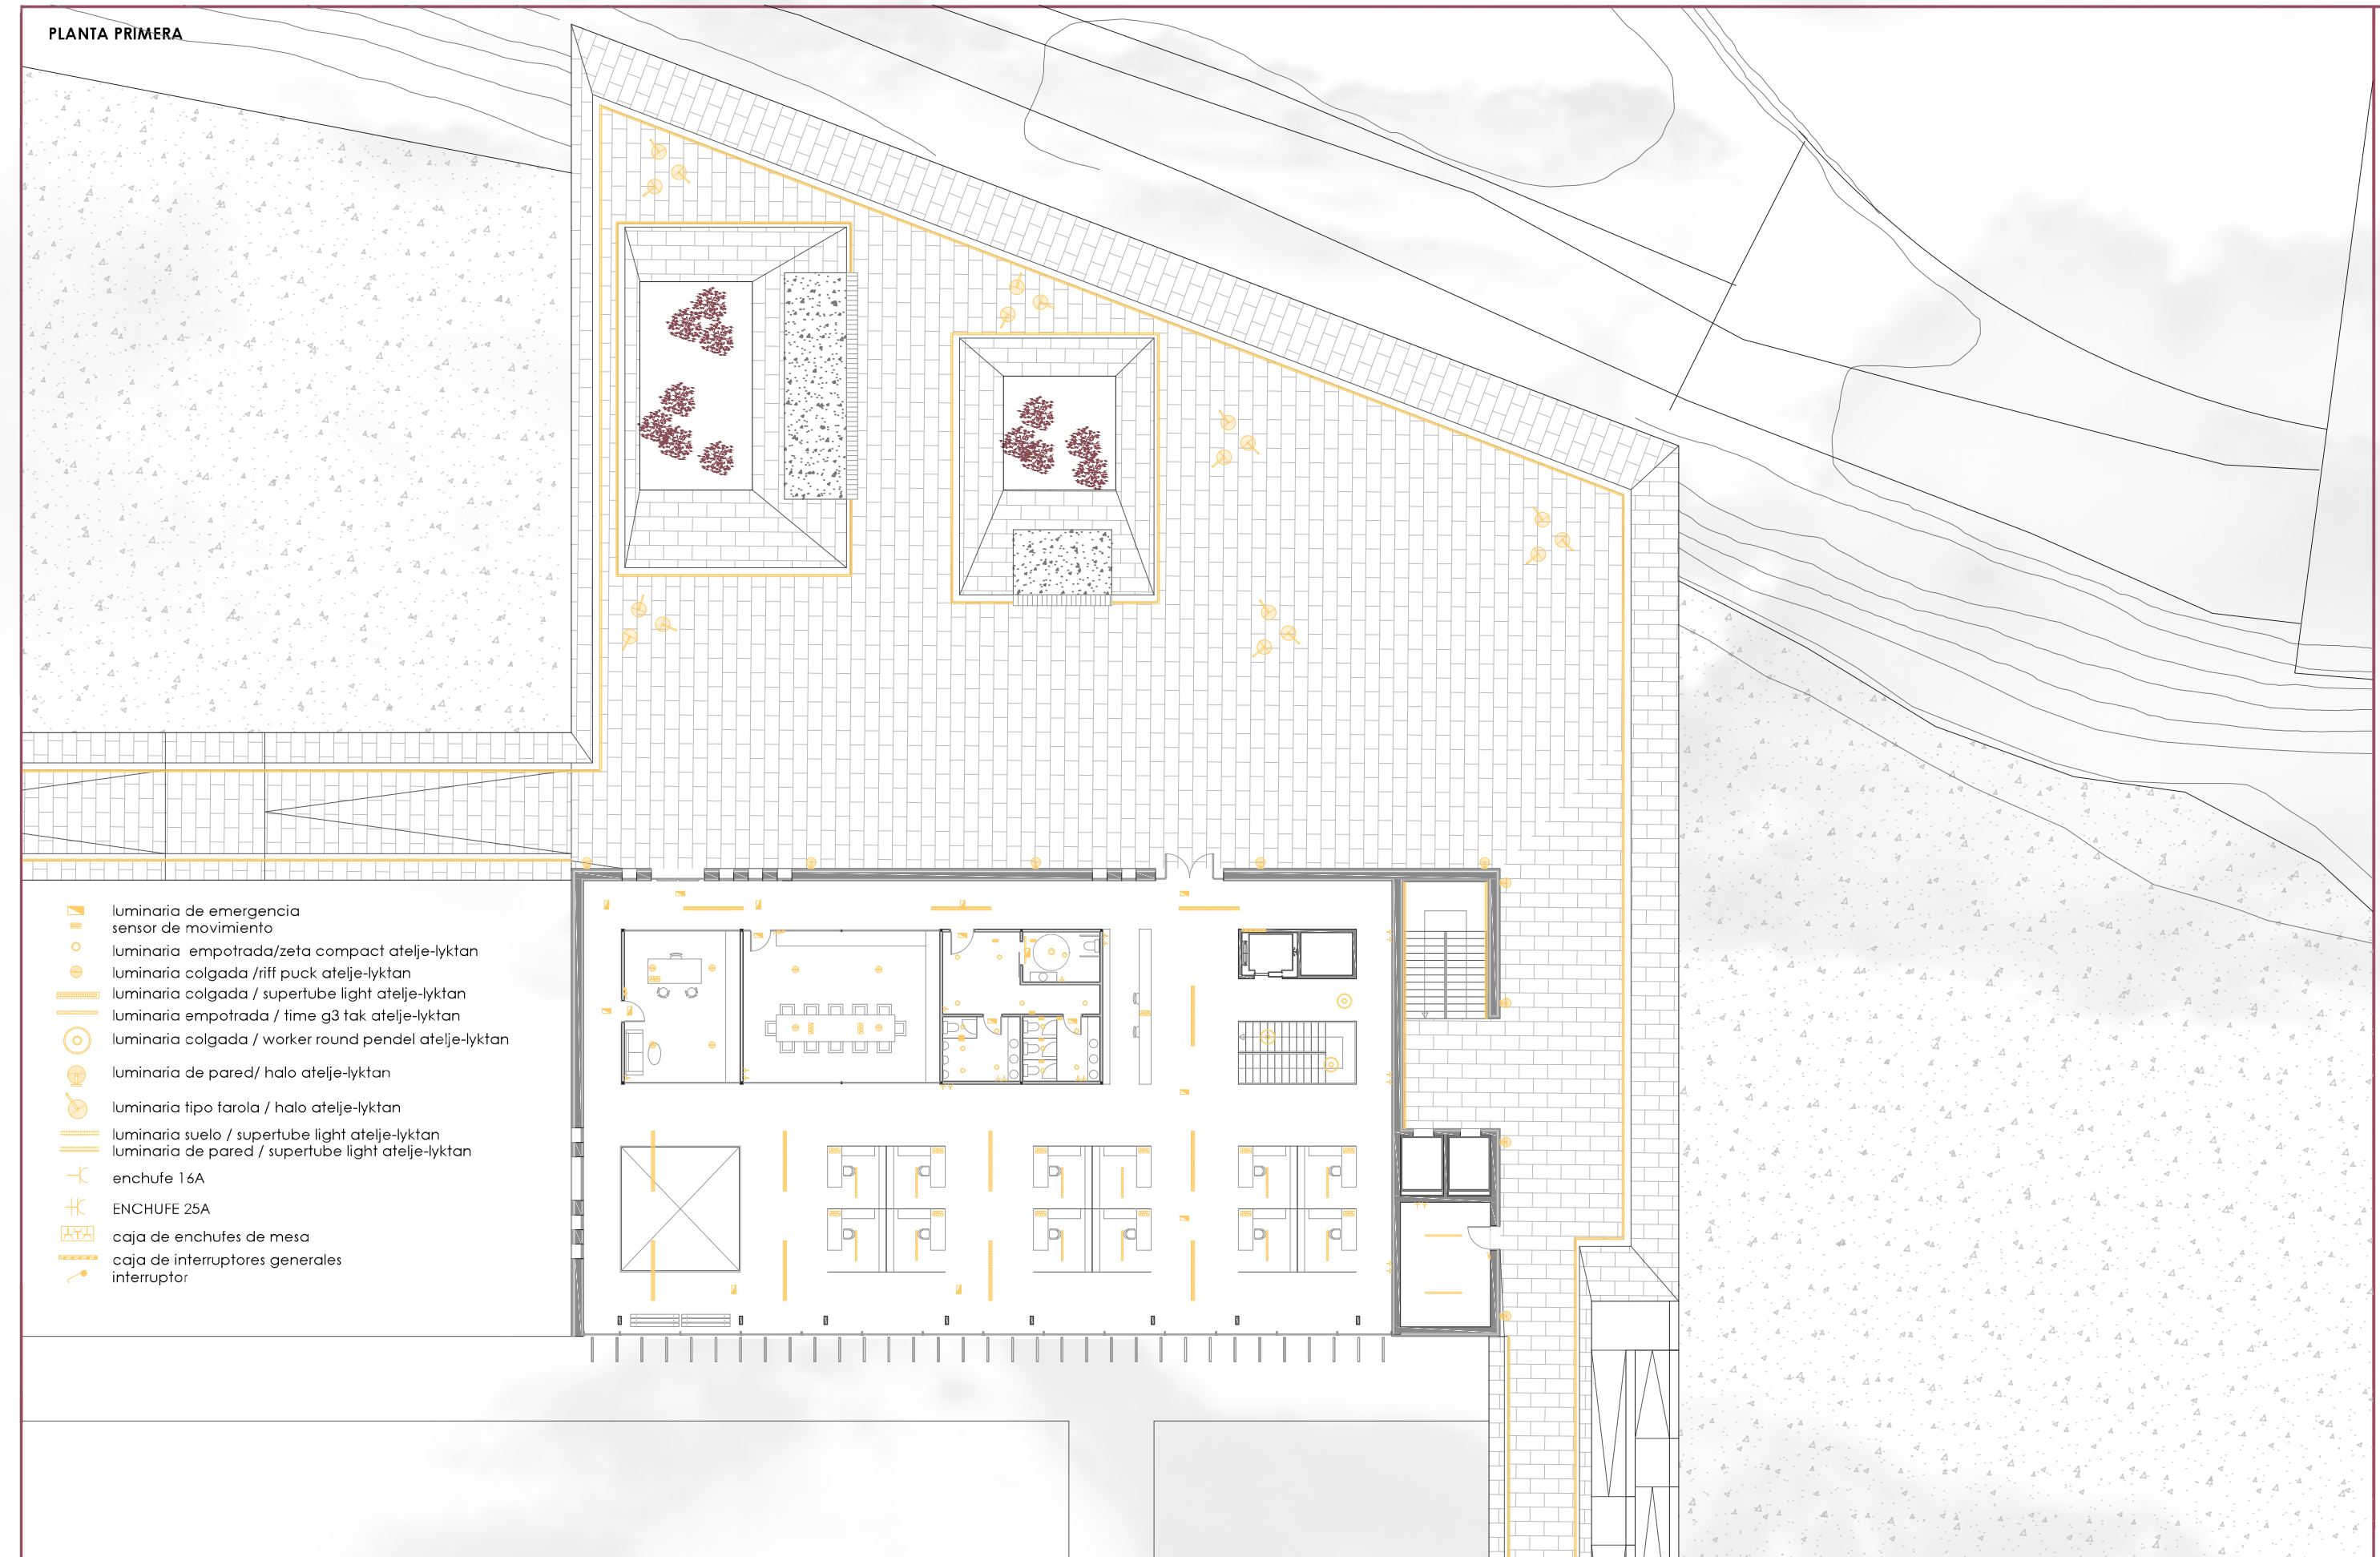 PLANTA PRIMERA
luminaria de emergencia
sensor de movimiento
luminaria empotrada/zeta compact atelje-lyktan
luminaria colgada /riff puck atelje-lyktan
luminaria colgada / supertube light atelje-lyktan
luminaria empotrada / time g3 tak atelje-lyktan
luminaria colgada / worker round pendel atelje-lyktan
luminaria de pared/ halo atelje-lyktan
luminaria tipo farola / halo atelje-lyktan
luminaria suelo / supertube light atelje-lyktan
luminaria de pared / supertube light atelje-lyktan
enchufe 16A
ENCHUFE 25A
caja de enchufes de mesa
caja de interruptores generales
interruptor